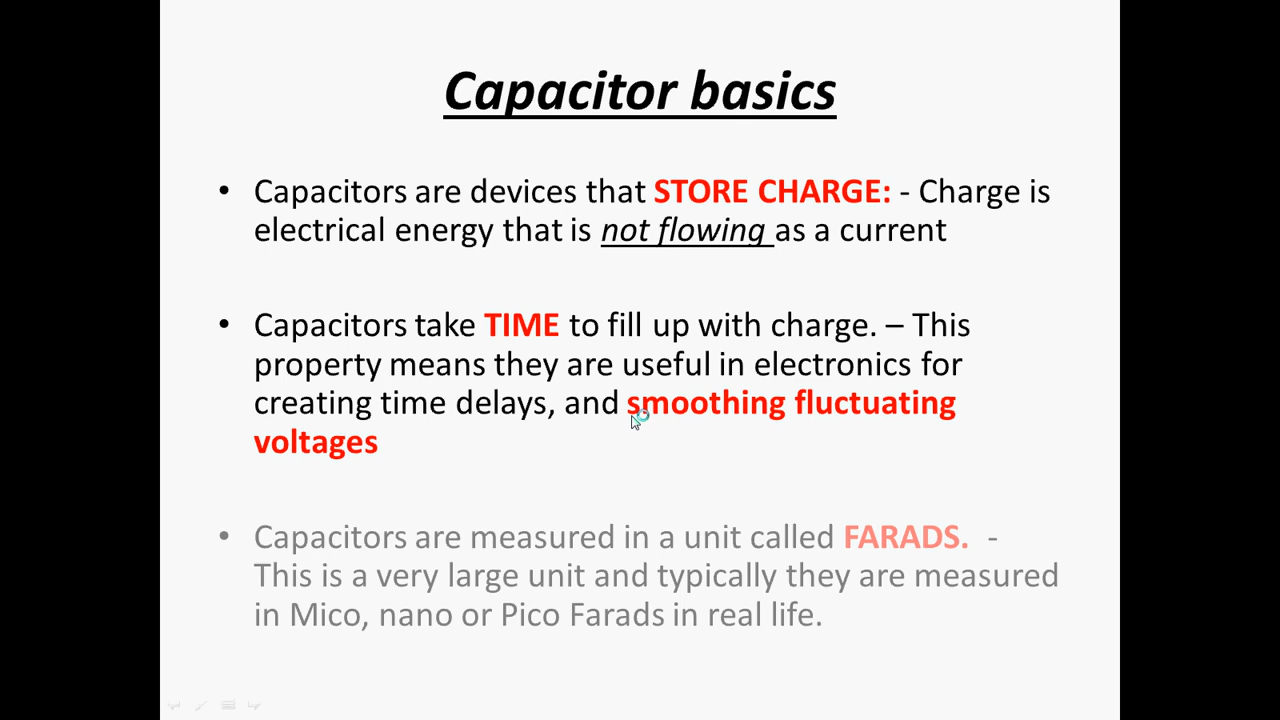 Capacitor basics
• Capacitors are devices that STORE CHARGE: - Charge is
electrical energy that is not flowing as a current
• Capacitors take TIME to fill up with charge. – This
property means they are useful in electronics for
creating time delays, and smoothing fluctuating
voltages
• Capacitors are measured in a unit called FARADS. -
This is a very large unit and typically they are measured
in Mico, nano or Pico Farads in real life.